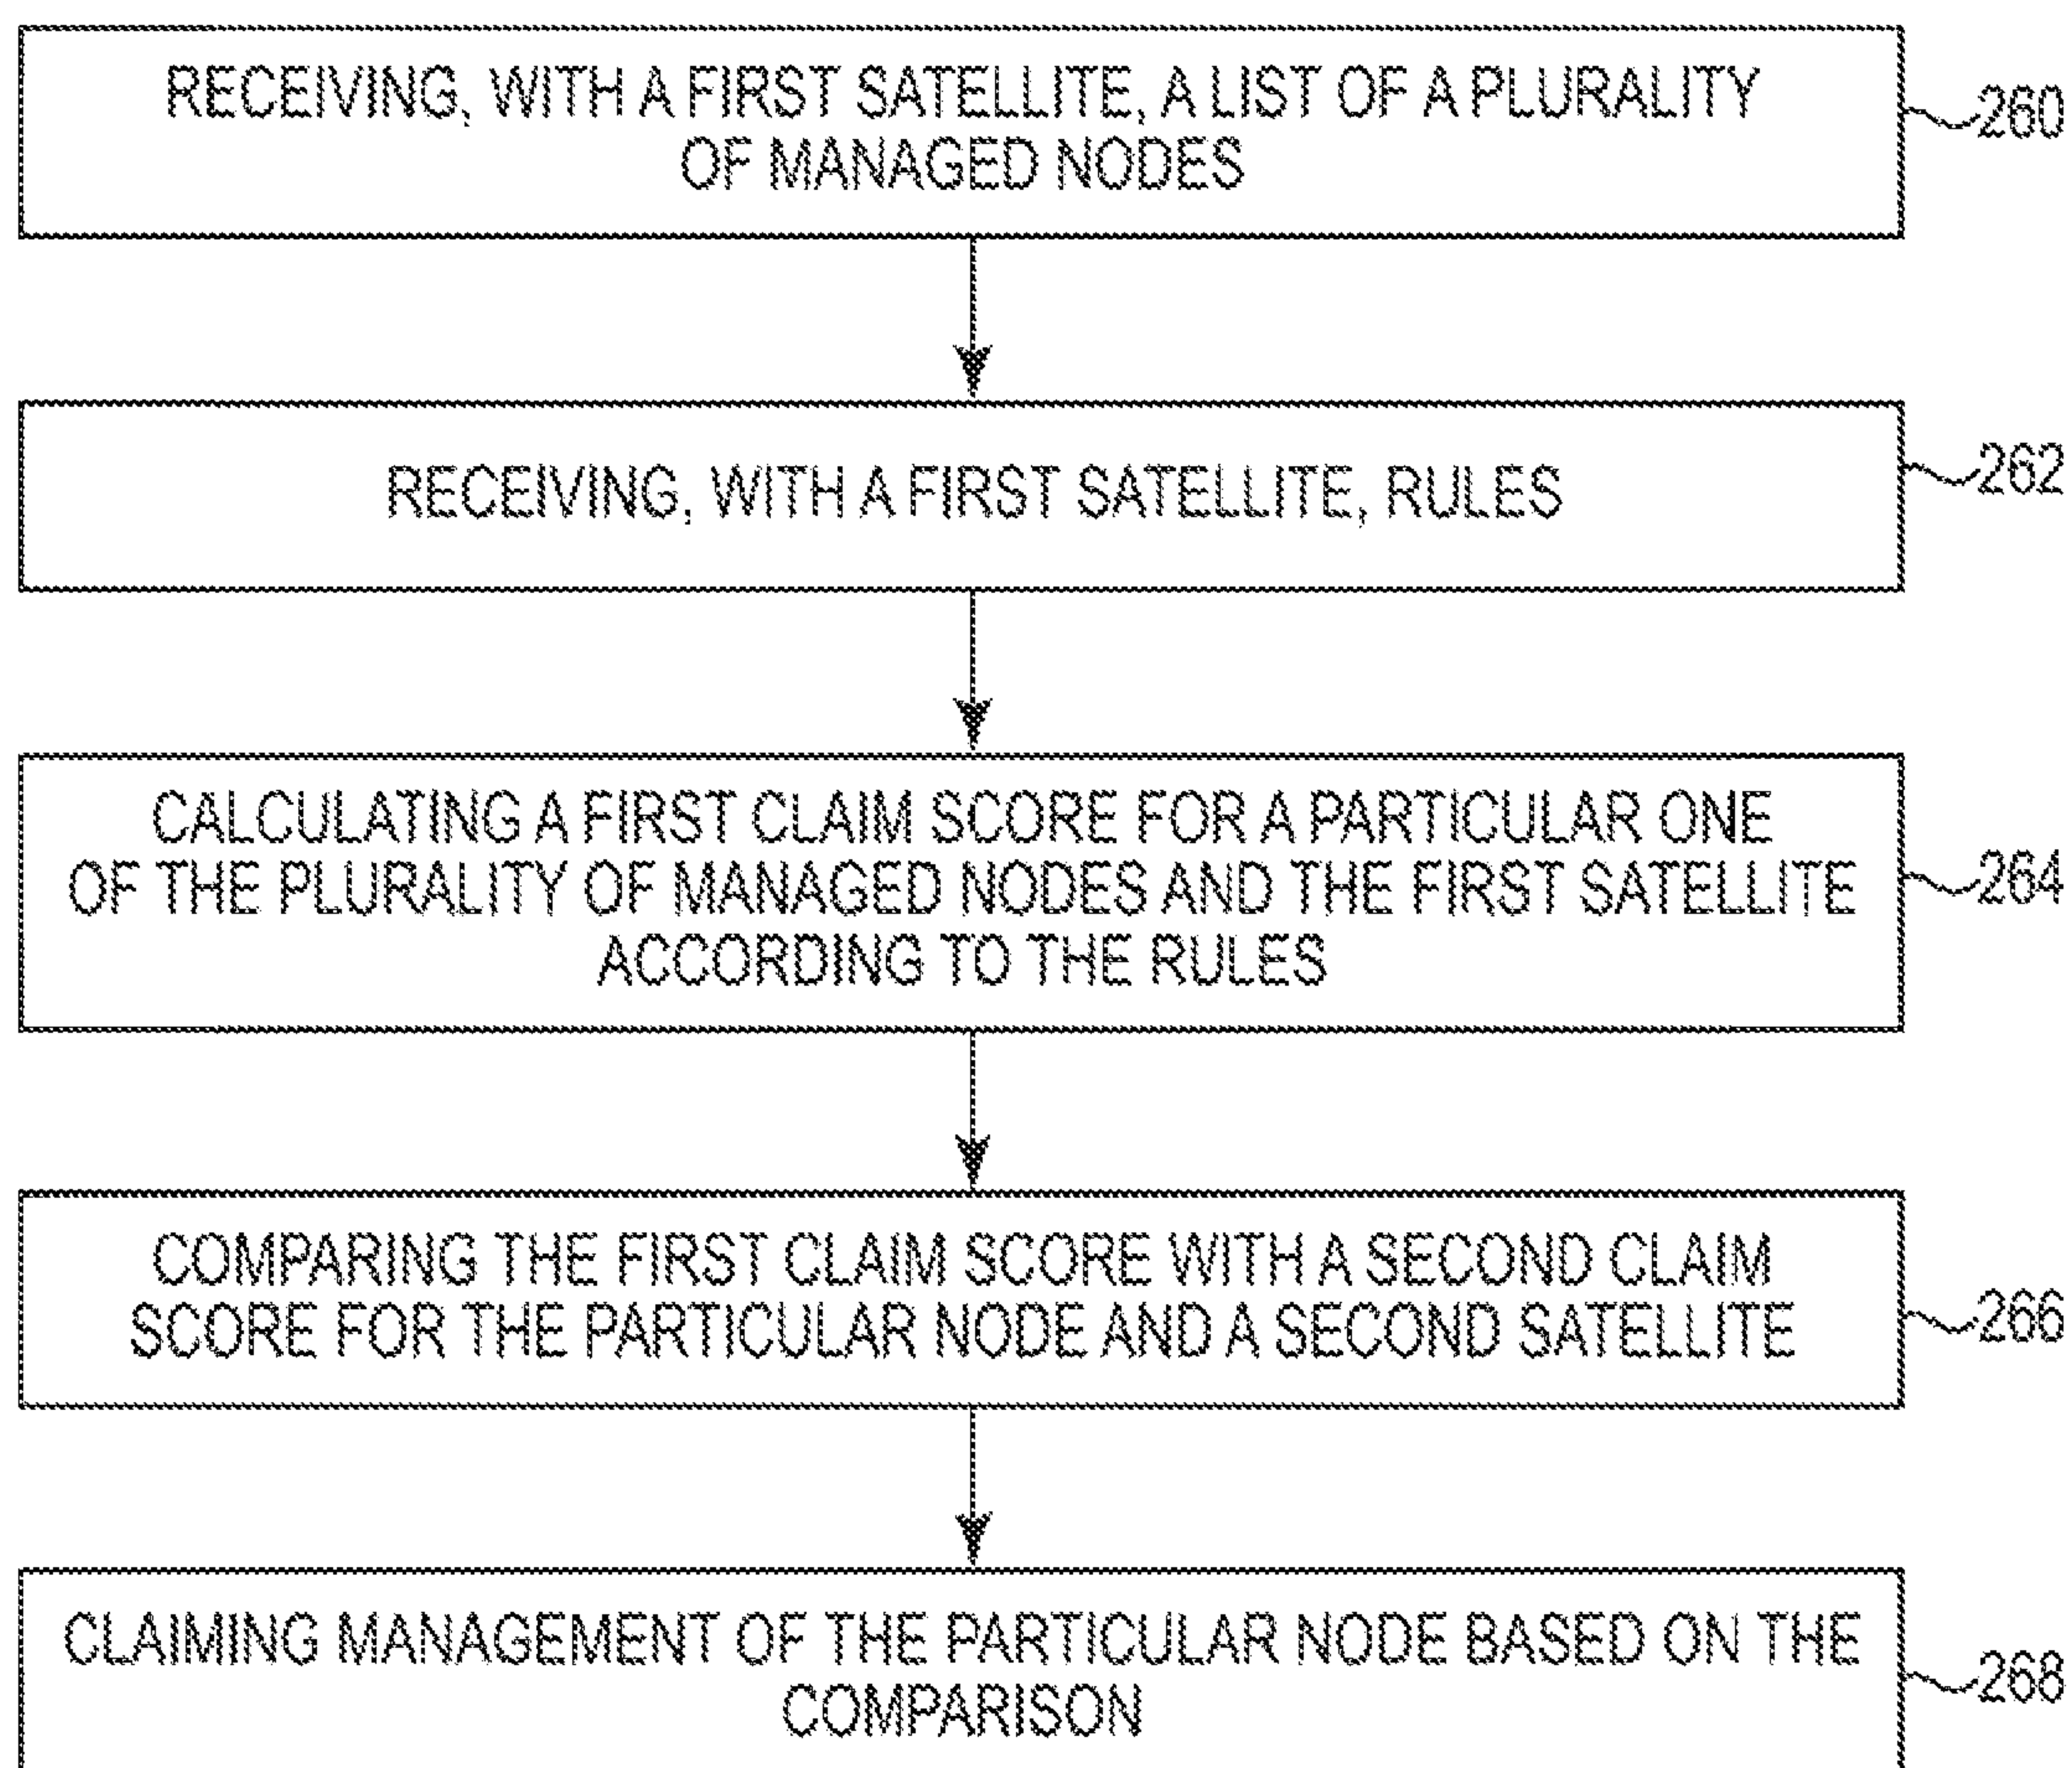 RECEIVING, WITH A FIRST SATELLITE, A LIST OF A PLURALITY
OF MANAGED NODES
260
RECEIVING, WITH A FIRST SATELLITE, RULES
262
CALCULATING A FIRST CLAIM SCORE FOR A PARTICULAR ONE
OF THE PLURALITY OF MANAGED NODES AND THE FIRST SATELLITE
ACCORDING TO THE RULES
264
COMPARING THE FIRST CLAIM SCORE WITH A SECOND CLAIM
SCORE FOR THE PARTICULAR NODE AND A SECOND SATELLITE
266
CLAIMING MANAGEMENT OF THE PARTICULAR NODE BASED ON THE
COMPARISON
268